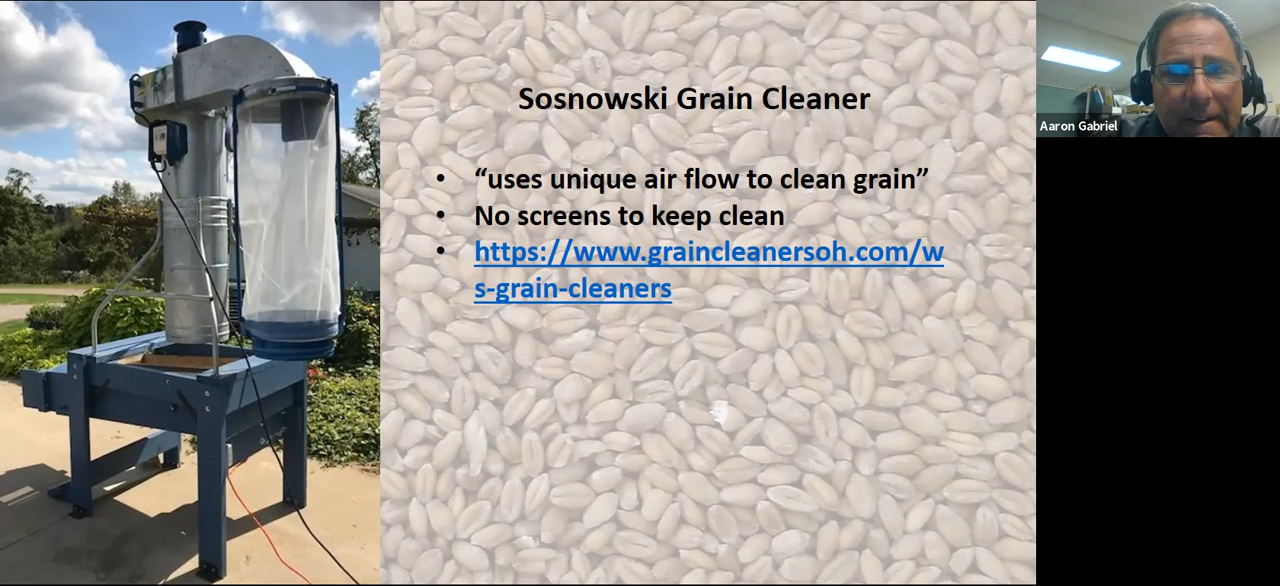 Sosnowski Grain Cleaner
• “uses unique air flow to clean grain”
• No screens to keep clean
• https://www.graincleanersoh.com/w
s-grain-cleaners
Aaron Gabriel